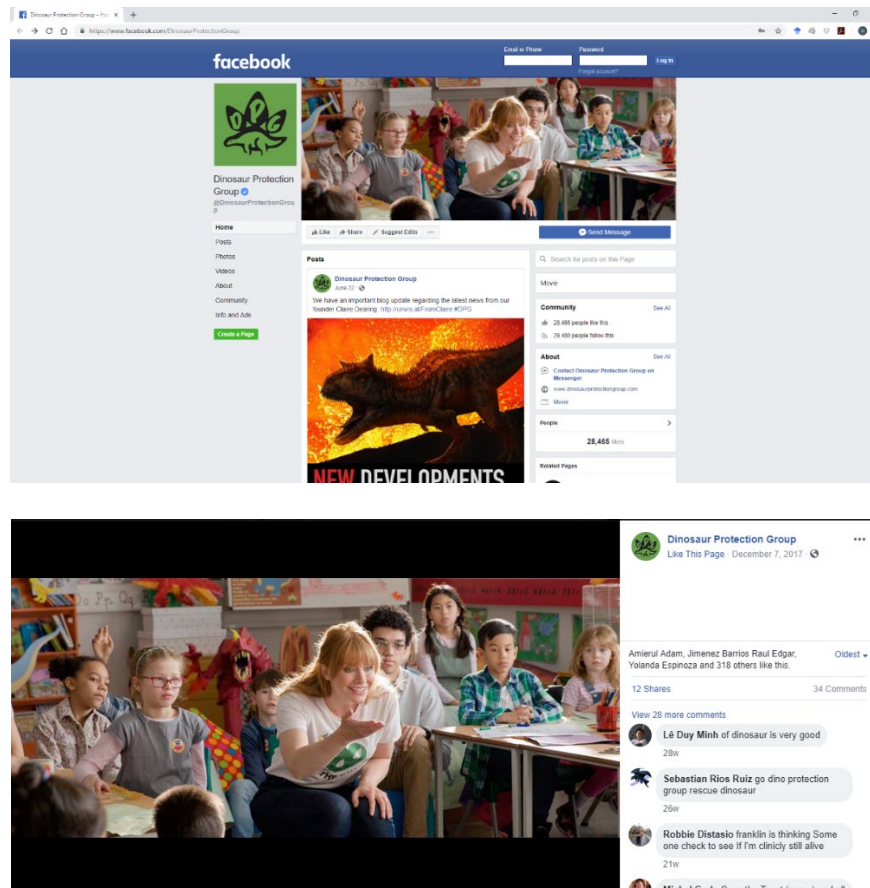 Dinosaur Protection Group - Ho
https://www.facebook.com/DinosaurProtectionGroup
facebook
Email or Phone
Password
Log In
Forgot account?
DPG
Dinosaur Protection
Group
@DinosaurProtectionGrou
p
Home
Posts
Photos
Videos
About
Community
Info and Ads
Create a Page
Like
Share
Suggest Edits
Send Message
Posts
Dinosaur Protection Group
June 22
We have an important blog update regarding the latest news from our
founder Claire Dearing. http://unvrs.al/FromClaire #DPG
NEW DEVELOPMENTS
Search for posts on this Page
Movie
Community
See All
people like this
people follow this
About
See All
Contact Dinosaur Protection Group on
Messenger
www.dinosaurprotectiongroup.com
Movie
People
28,465 likes
Related Pages
Dinosaur Protection Group
Like This Page · December 7, 2017
Amierul Adam, Jimenez Barrios Raul Edgar,
Yolanda Espinoza and 318 others like this.
Oldest
12 Shares
34 Comments
View 28 more comments
Lê Duy Minh of dinosaur is very good
28w
Sebastian Rios Ruiz go dino protection
group rescue dinosaur
26w
Robbie Distasio franklin is thinking Some
one check to see If I'm clinicly still alive
21w